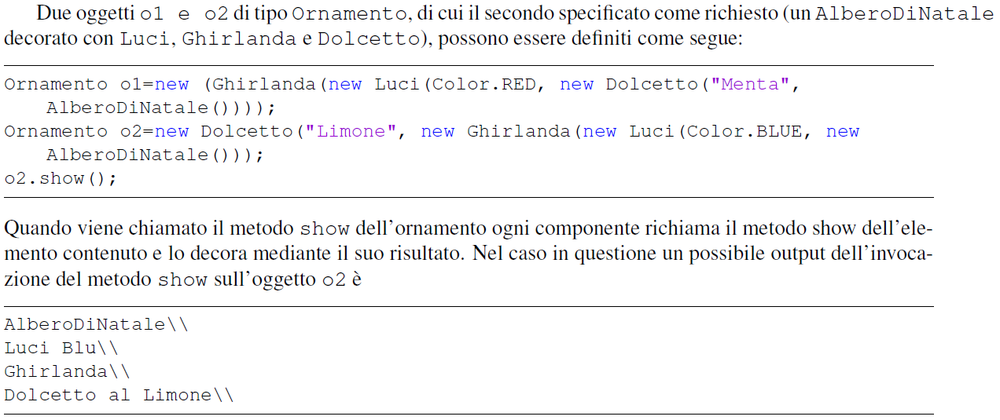 Due oggetti o1 e o2 di tipo Ornamento, di cui il secondo specificato come richiesto (un AlberoDiNatale
decorato con Luci, Ghirlanda e Dolcetto), possono essere definiti come segue:
Ornamento o1=new (Ghirlanda(new Luci(Color.RED, new Dolcetto("Menta",
AlberoDiNatale())));
Ornamento o2=new Dolcetto("Limone", new Ghirlanda(new Luci(Color.BLUE, new
AlberoDiNatale()));
o2.show();
Quando viene chiamato il metodo show dell'ornamento ogni componente richiama il metodo show dell'ele-
mento contenuto e lo decora mediante il suo risultato. Nel caso in questione un possibile output dell'invoca-
zione del metodo show sull'oggetto o2 è
AlberoDiNatale\\
Luci Blu\\
Ghirlanda\\
Dolcetto al Limone\\